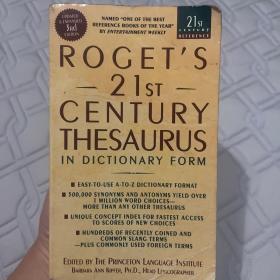 UPDATED
& EXPANDED
2nd
EDITION
NAMED "ONE OF THE BEST
REFERENCE BOOKS OF THE YEAR"
BY ENTERTAINMENT WEEKLY
21ST
CENTURY
REFERENCE
ROGET'S
21ST
CENTURY
THESAURUS
IN DICTIONARY FORM
■ EASY-TO-USE A-TO-Z DICTIONARY FORMAT
■ 500,000 SYNONYMS AND ANTONYMS YIELD OVER
1 MILLION WORD CHOICES—
MORE THAN ANY OTHER THESAURUS
■ UNIQUE CONCEPT INDEX FOR FASTEST ACCESS
TO SCORES OF NEW CHOICES
■ HUNDREDS OF RECENTLY COINED AND
COMMON SLANG TERMS
—PLUS COMMONLY USED FOREIGN TERMS
EDITED BY THE PRINCETON LANGUAGE INSTITUTE
BARBARA ANN KIPFER, PH.D., HEAD LEXICOGRAPHER